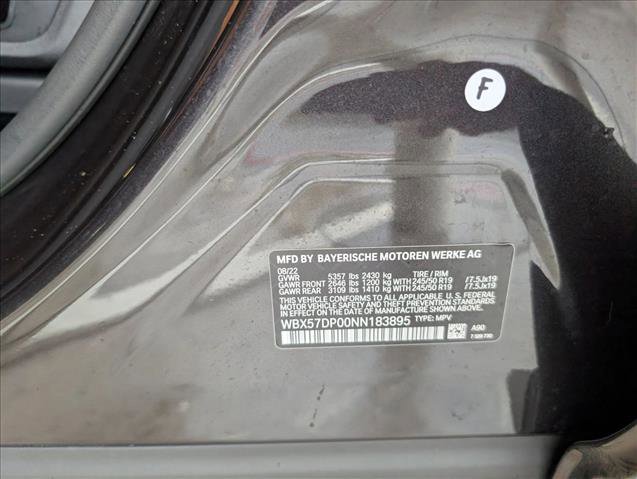 F
MFD BY BAYERISCHE MOTOREN WERKE AG
08/22
GVWR 5357 lbs 2430 kg TIRE / RIM
GAWR FRONT 2646 lbs 1200 kg WITH 245/50 R19 /7.5Jx19
GAWR REAR 3109 lbs 1410 kg WITH 245/50 R19 /7.5Jx19
THIS VEHICLE CONFORMS TO ALL APPLICABLE U. S. FEDERAL
MOTOR VEHICLE SAFETY, BUMPER, AND
THEFT PREVENTION STANDARDS IN EFFECT ON THE
DATE OF MANUFACTURE SHOWN ABOVE.
WBX57DP00NN183895 TYPE: MPV
A90